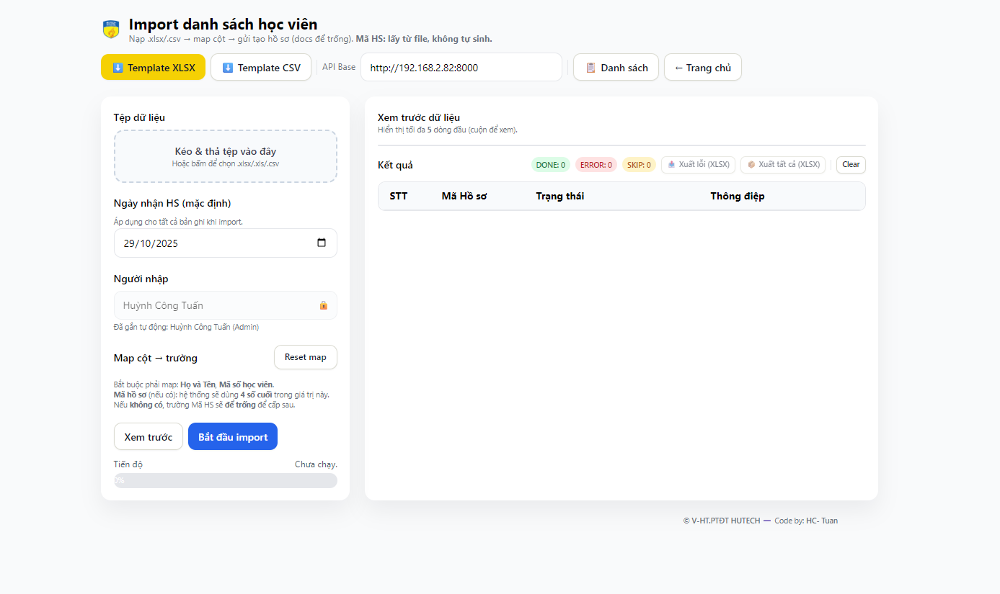 Import danh sách học viên
Nạp .xlsx/.csv → map cột → gửi tạo hồ sơ (docs để trống). Mã HS: lấy từ file, không tự sinh.
Template XLSX
Template CSV
API Base
http://192.168.2.82:8000
Danh sách
← Trang chủ
Tệp dữ liệu
Kéo & thả tệp vào đây
Hoặc bấm để chọn .xlsx/.xls/.csv
Ngày nhận HS (mặc định)
Áp dụng cho tất cả bản ghi khi import.
29/10/2025
Người nhập
Huỳnh Công Tuấn
Đã gắn tự động: Huỳnh Công Tuấn (Admin)
Map cột → trường
Reset map
Bắt buộc phải map: Họ và Tên, Mã số học viên.
Mã hồ sơ (nếu có): hệ thống sẽ dùng 4 số cuối trong giá trị này.
Nếu không có, trường Mã HS sẽ để trống để cấp sau.
Xem trước
Bắt đầu import
Tiến độ
Chưa chạy.
0%
Xem trước dữ liệu
Hiển thị tối đa 5 dòng đầu (cuộn để xem).
Kết quả
DONE: 0
ERROR: 0
SKIP: 0
Xuất lỗi (XLSX)
Xuất tất cả (XLSX)
Clear
STT
Mã Hồ sơ
Trạng thái
Thông điệp
© V-HT.PTĐT HUTECH — Code by: HC- Tuan